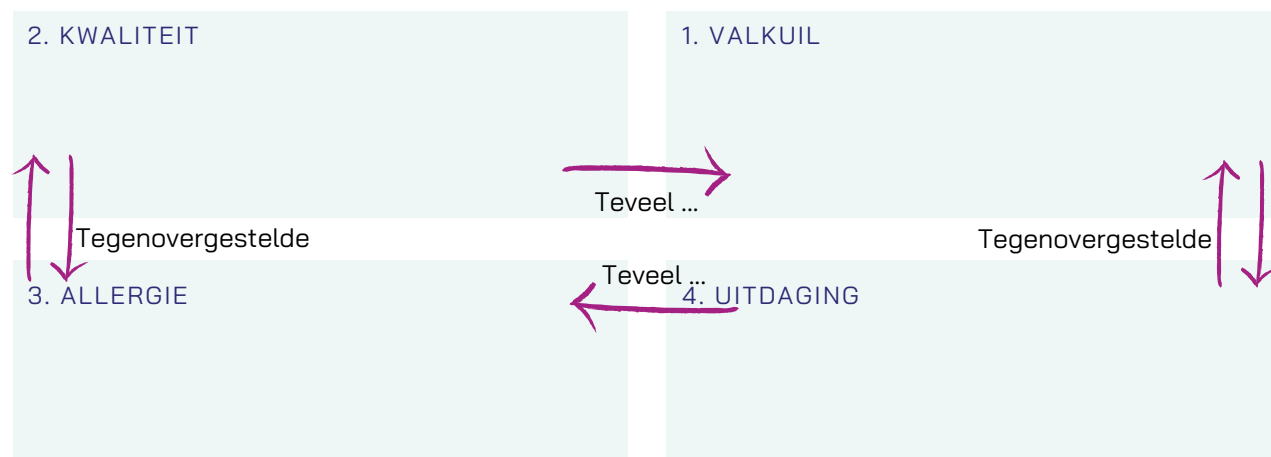 2. KWALITEIT
1. VALKUIL
Teveel ...
Tegenovergestelde
Tegenovergestelde
Teveel ...
3. ALLERGIE
4. UITDAGING